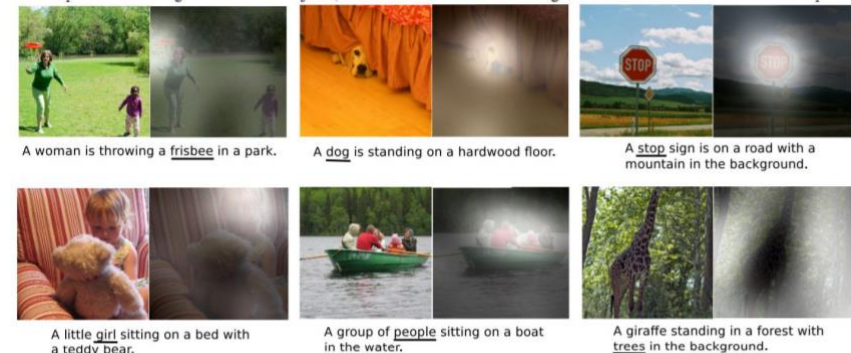 A woman is throwing a frisbee in a park.
A dog is standing on a hardwood floor.
STOP
STOP
A stop sign is on a road with a
mountain in the background.
A little girl sitting on a bed with
a teddy bear.
A group of people sitting on a boat
in the water.
A giraffe standing in a forest with
trees in the background.